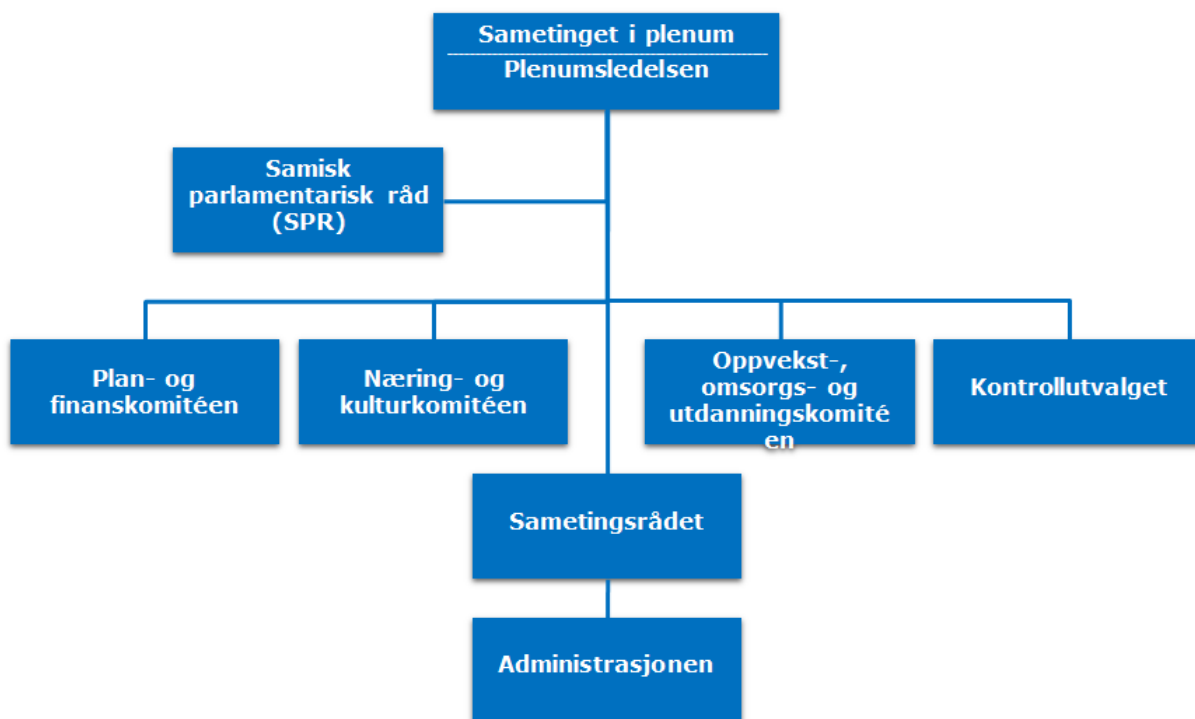 Sametinget i plenum
Plenumsledelsen
Samisk
parlamentarisk råd
(SPR)
Plan- og
finanskomitéen
Næring- og
kulturkomitéen
Oppvekst-,
omsorgs- og
utdanningskomité
en
Kontrollutvalget
Sametingsrådet
Administrasjonen